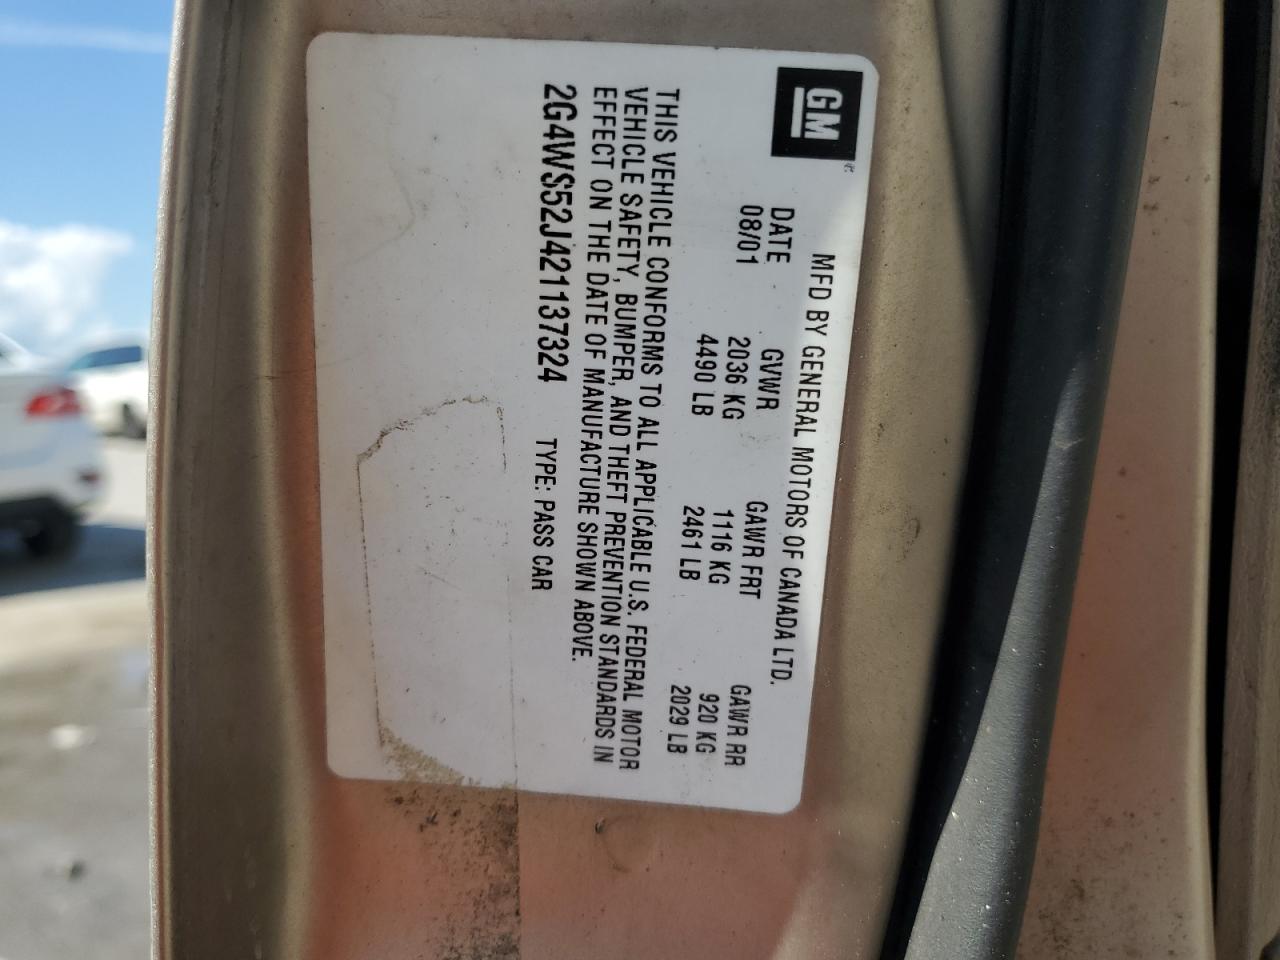 GM
MFD BY GENERAL MOTORS OF CANADA LTD.
DATE GVWR GAWR FRT GAWR RR
08/01 2036 KG 1116 KG 920 KG
4490 LB 2461 LB 2029 LB
THIS VEHICLE CONFORMS TO ALL APPLICABLE U.S. FEDERAL MOTOR
VEHICLE SAFETY, BUMPER, AND THEFT PREVENTION STANDARDS IN
EFFECT ON THE DATE OF MANUFACTURE SHOWN ABOVE.
2G4WS52J421137324 TYPE: PASS CAR